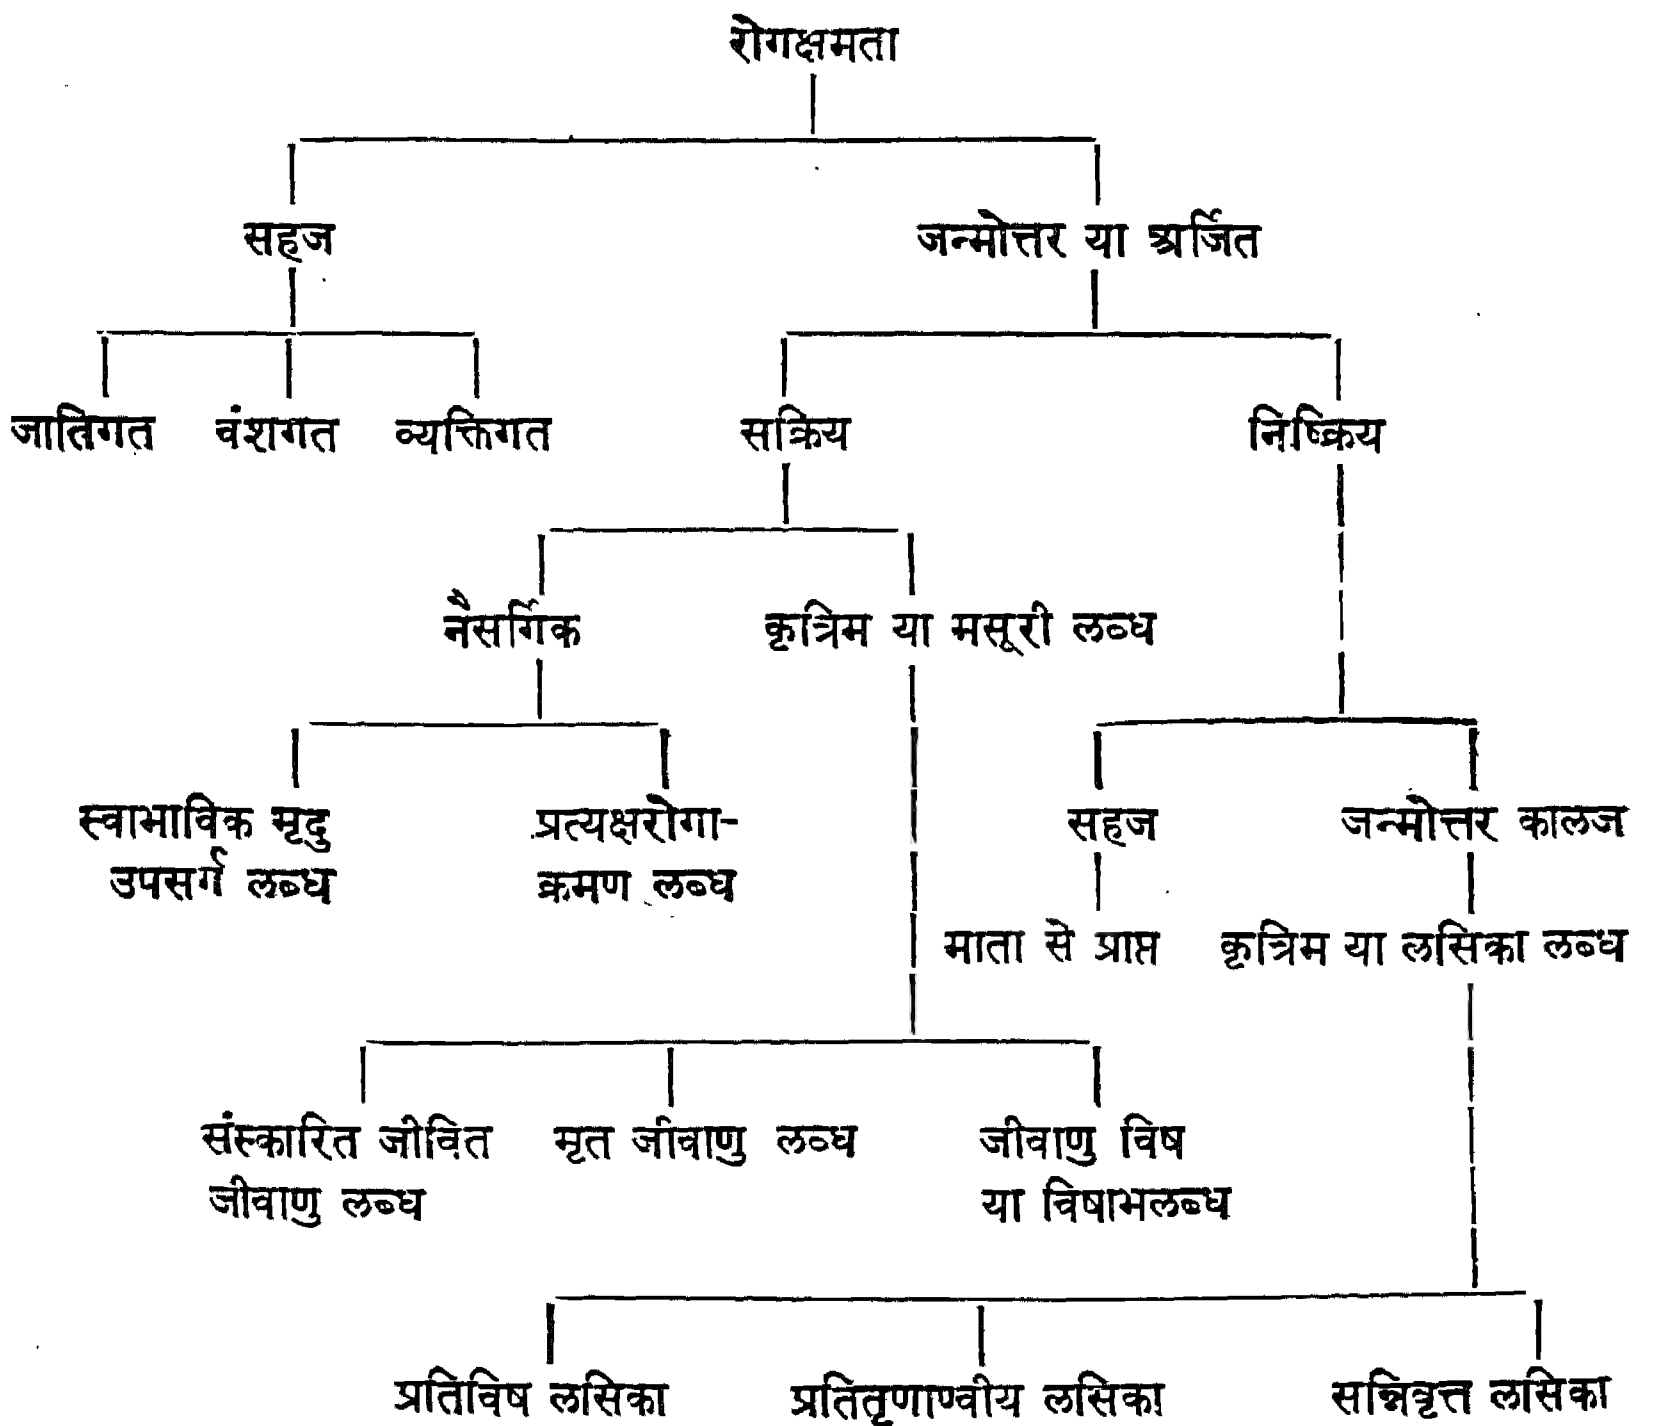 रोगक्षमता
सहज
जन्मोत्तर या अर्जित
जातिगत
वंशगत
व्यक्तिगत
सक्रिय
निष्क्रिय
नैसर्गिक
कृत्रिम या मसूरी लब्ध
स्वाभाविक मृदु
उपसर्ग लब्ध
प्रत्यक्षरोगा-
क्रमण लब्ध
सहज
जन्मोत्तर कालज
माता से प्राप्त
कृत्रिम या लसिका लब्ध
संस्कारित जीवित
जीवाणु लब्ध
मृत जीवाणु लब्ध
जीवाणु विष
या विषाभलब्ध
प्रतिविष लसिका
प्रतितृणाण्वीय लसिका
सन्निवृत्त लसिका